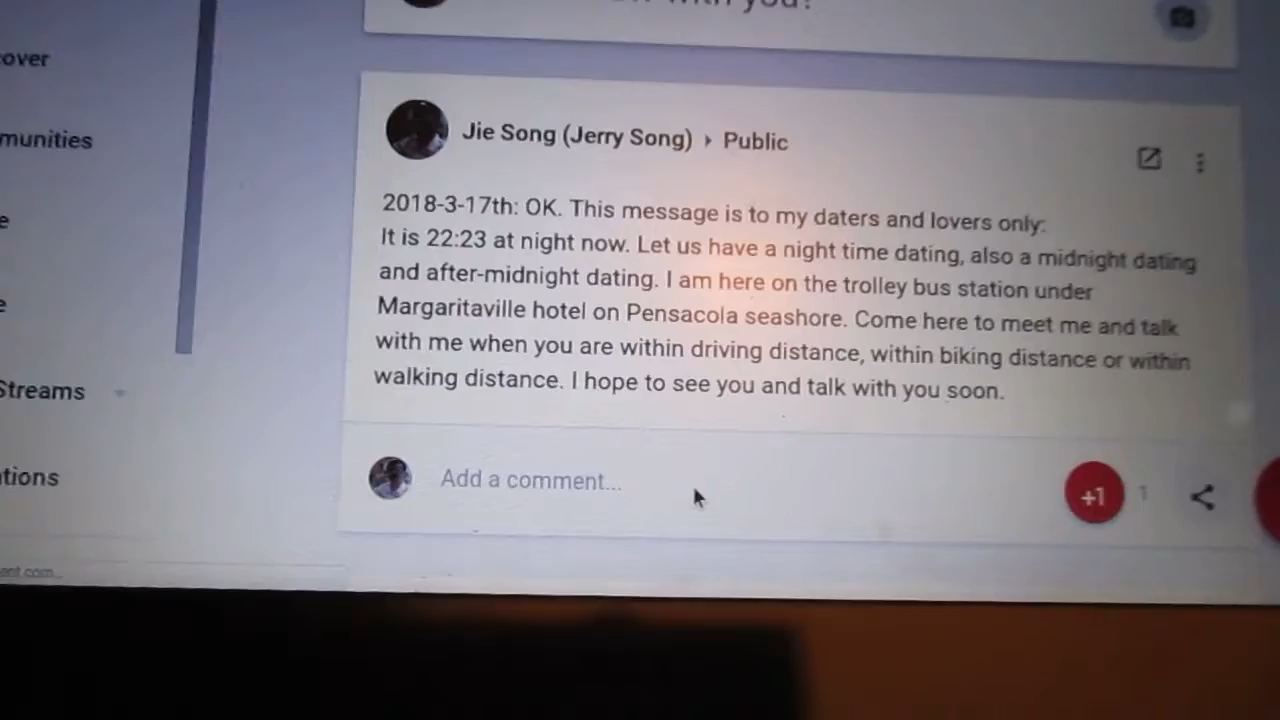 with you?
over
munities
e
e
Streams
tions
ent.com...
Jie Song (Jerry Song) ▸ Public
2018-3-17th: OK. This message is to my daters and lovers only:
It is 22:23 at night now. Let us have a night time dating, also a midnight dating
and after-midnight dating. I am here on the trolley bus station under
Margaritaville hotel on Pensacola seashore. Come here to meet me and talk
with me when you are within driving distance, within biking distance or within
walking distance. I hope to see you and talk with you soon.
Add a comment...
+1
1